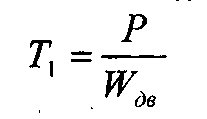 T₁ = P / W_дв